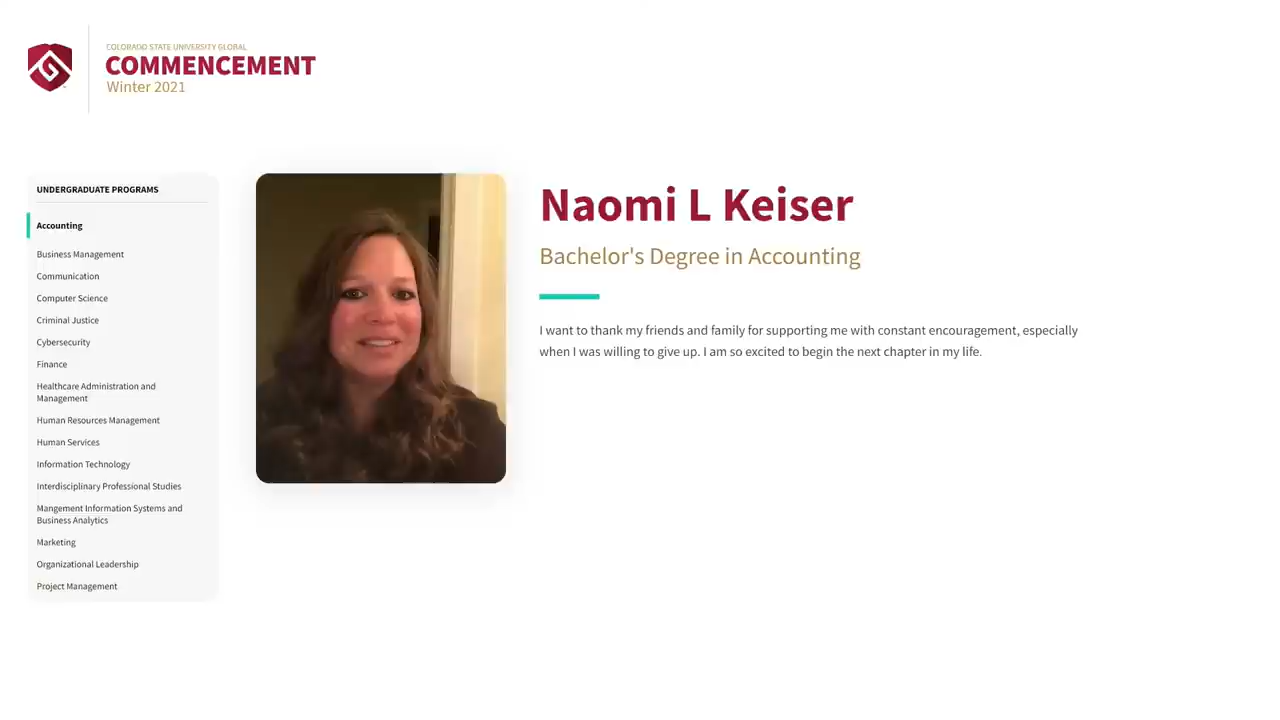 COLORADO STATE UNIVERSITY GLOBAL
COMMENCEMENT
Winter 2021
UNDERGRADUATE PROGRAMS
Accounting
Business Management
Communication
Computer Science
Criminal Justice
Cybersecurity
Finance
Healthcare Administration and
Management
Human Resources Management
Human Services
Information Technology
Interdisciplinary Professional Studies
Mangement Information Systems and
Business Analytics
Marketing
Organizational Leadership
Project Management
Naomi L Keiser
Bachelor's Degree in Accounting
I want to thank my friends and family for supporting me with constant encouragement, especially
when I was willing to give up. I am so excited to begin the next chapter in my life.